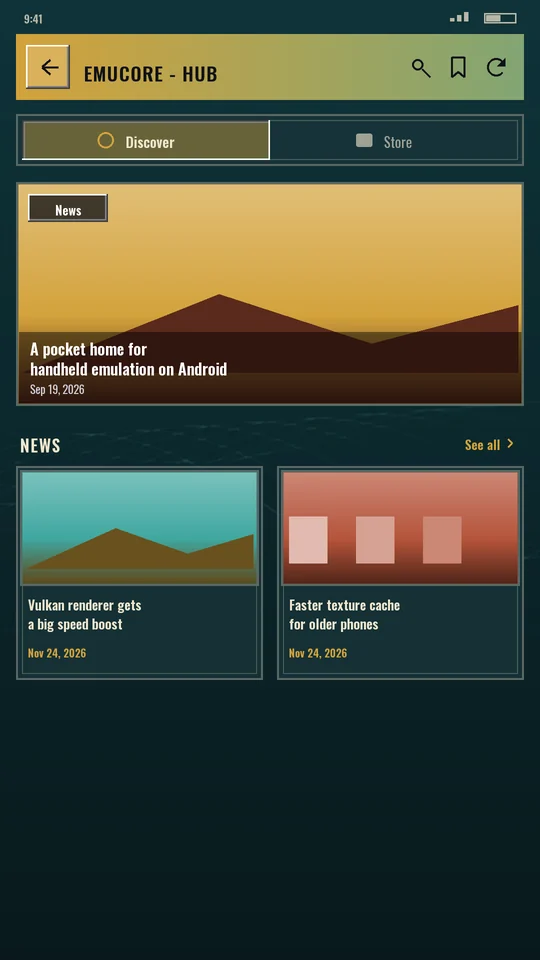 9:41
EMUCORE - HUB
Discover
Store
News
A pocket home for
handheld emulation on Android
Sep 19, 2026
NEWS
See all
Vulkan renderer gets
a big speed boost
Nov 24, 2026
Faster texture cache
for older phones
Nov 24, 2026